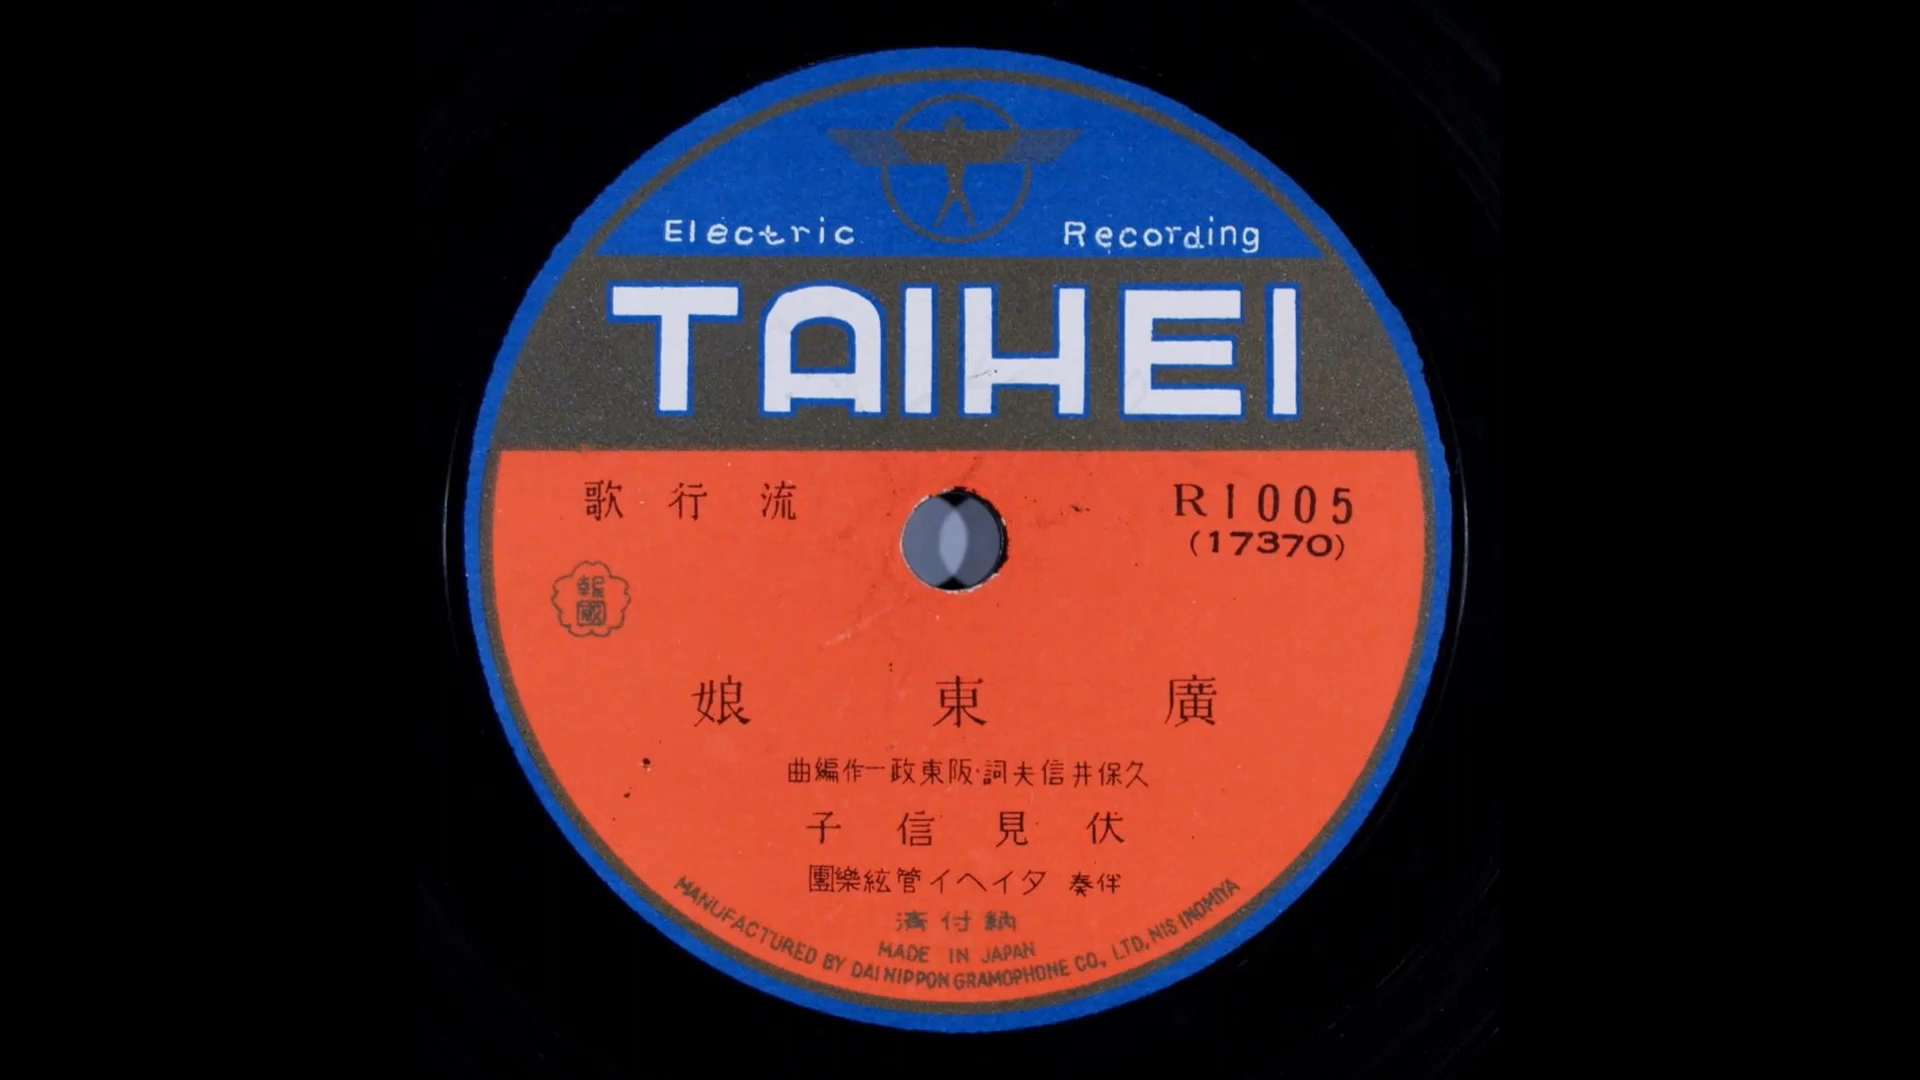 Electric Recording
TAIHEI
流行歌
R1005
(17370)
報國
廣東娘
久保井信夫詞・阪東政一作編曲
伏見信子
伴奏 タイヘイ管絃樂團
納付済
MADE IN JAPAN
MANUFACTURED BY DAI NIPPON GRAMOPHONE CO., LTD. NISINOMIYA